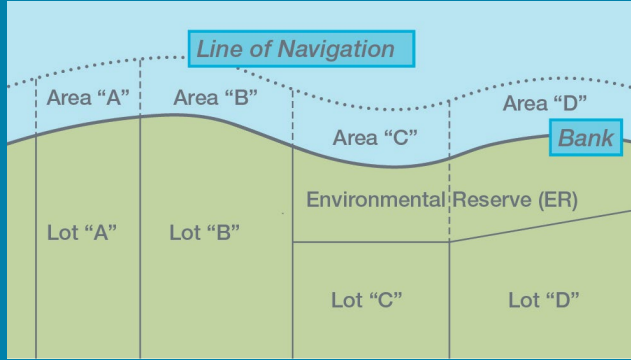 Line of Navigation
Area “A”
Area “B”
Area “C”
Area “D”
Bank
Environmental Reserve (ER)
Lot “A”
Lot “B”
Lot “C”
Lot “D”